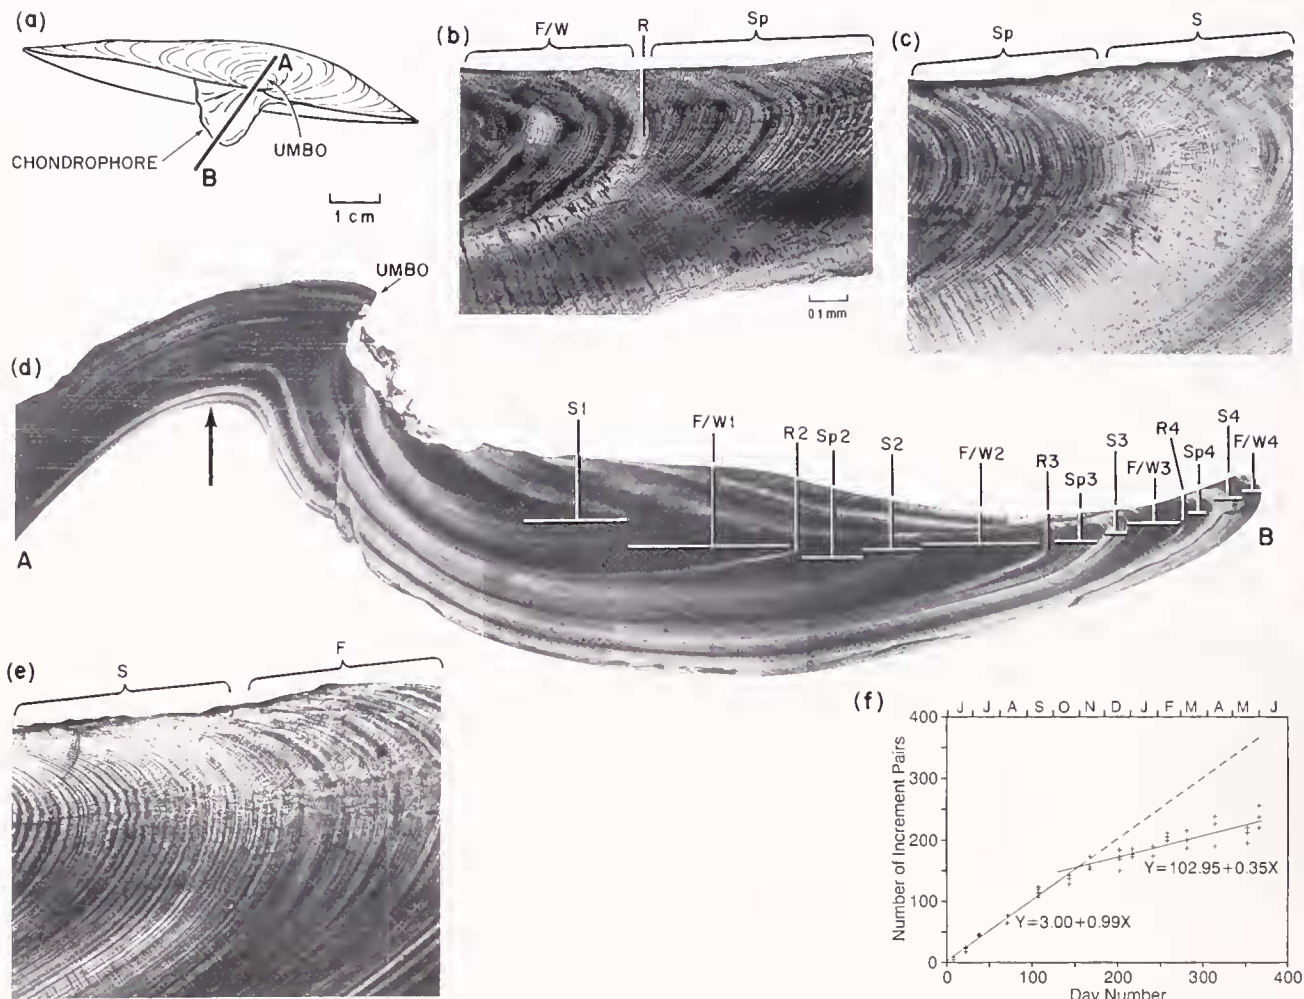 (a)
A
UMBO
CHONDROPHORE
B
1 cm
(b)
F/W
R
Sp
0.1 mm
(c)
Sp
S
(d)
UMBO
A
S1
F/W1
R2
Sp2
S2
F/W2
R3
Sp3
S3
F/W3
R4
Sp4
S4
F/W4
B
(e)
S
F
(f)
J J A S O N D J F M A M J
Number of Increment Pairs
400
300
200
100
0
Y=102.95+0.35X
Y=3.00+0.99X
0 100 200 300 400
Day Number